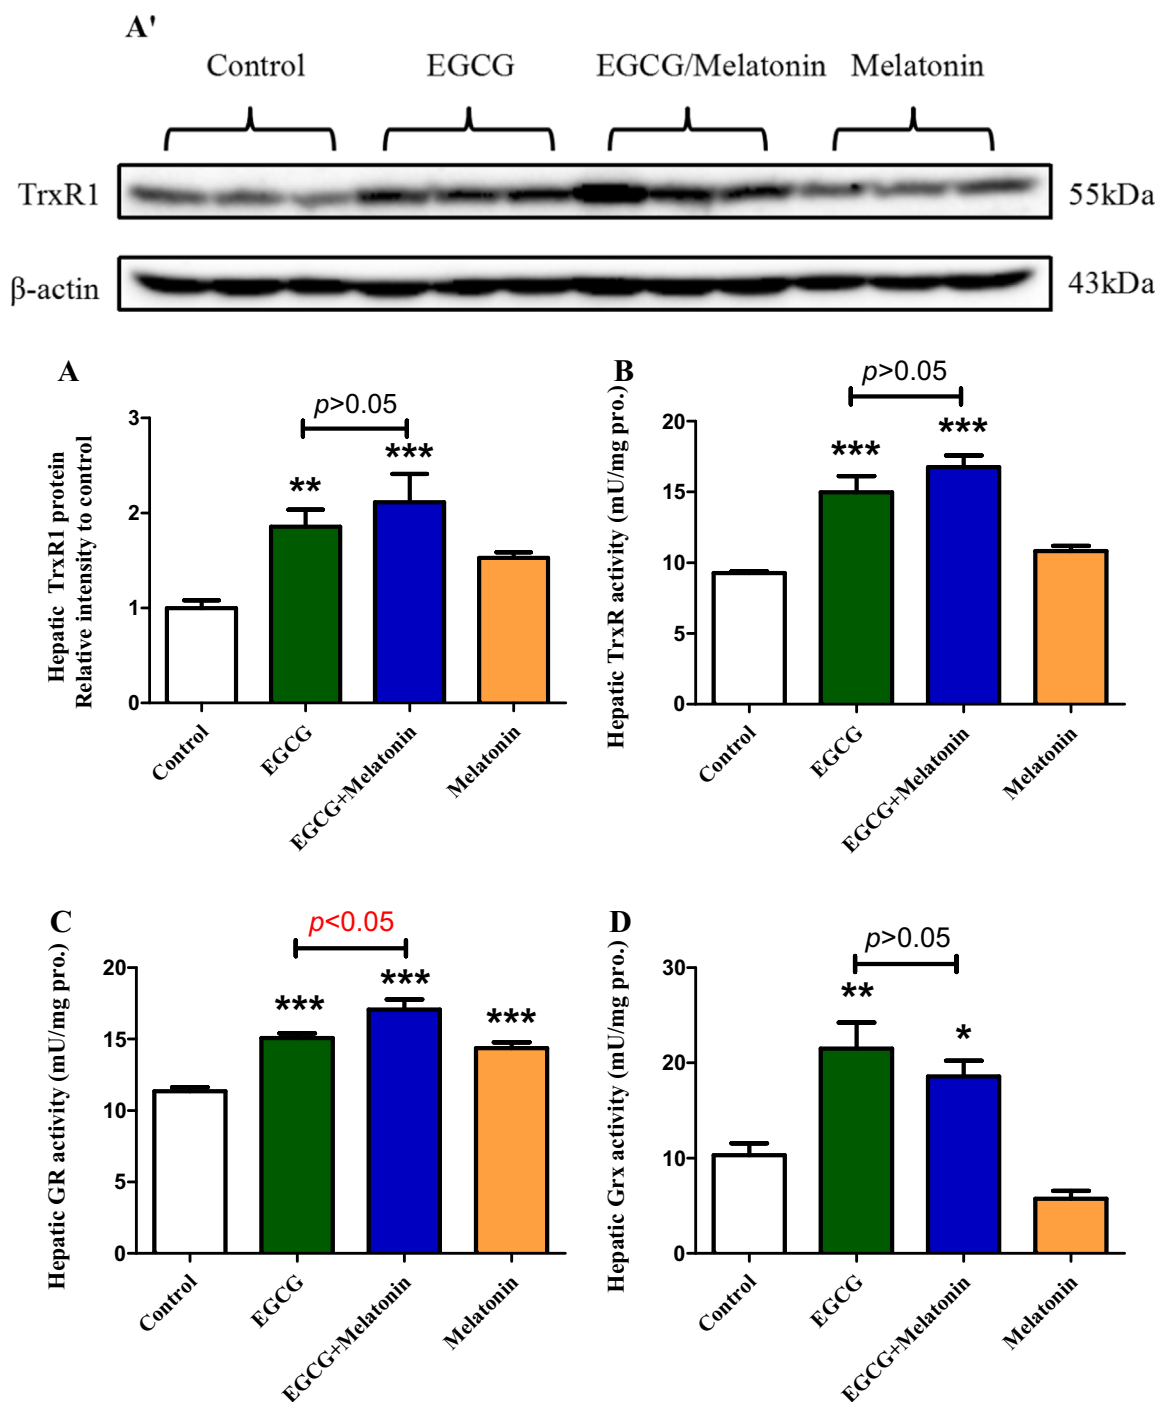 A'
Control EGCG EGCG/Melatonin Melatonin
TrxR1 55kDa
β-actin 43kDa
A
p>0.05
** ***
Hepatic TrxR1 protein
Relative intensity to control
3
2
1
0
Control EGCG EGCG+Melatonin Melatonin
B
p>0.05
*** ***
Hepatic TrxR activity (mU/mg pro.)
20
15
10
5
0
Control EGCG EGCG+Melatonin Melatonin
C
p<0.05
*** *** ***
Hepatic GR activity (mU/mg pro.)
20
15
10
5
0
Control EGCG EGCG+Melatonin Melatonin
D
p>0.05
** *
Hepatic Grx activity (mU/mg pro.)
30
20
10
0
Control EGCG EGCG+Melatonin Melatonin